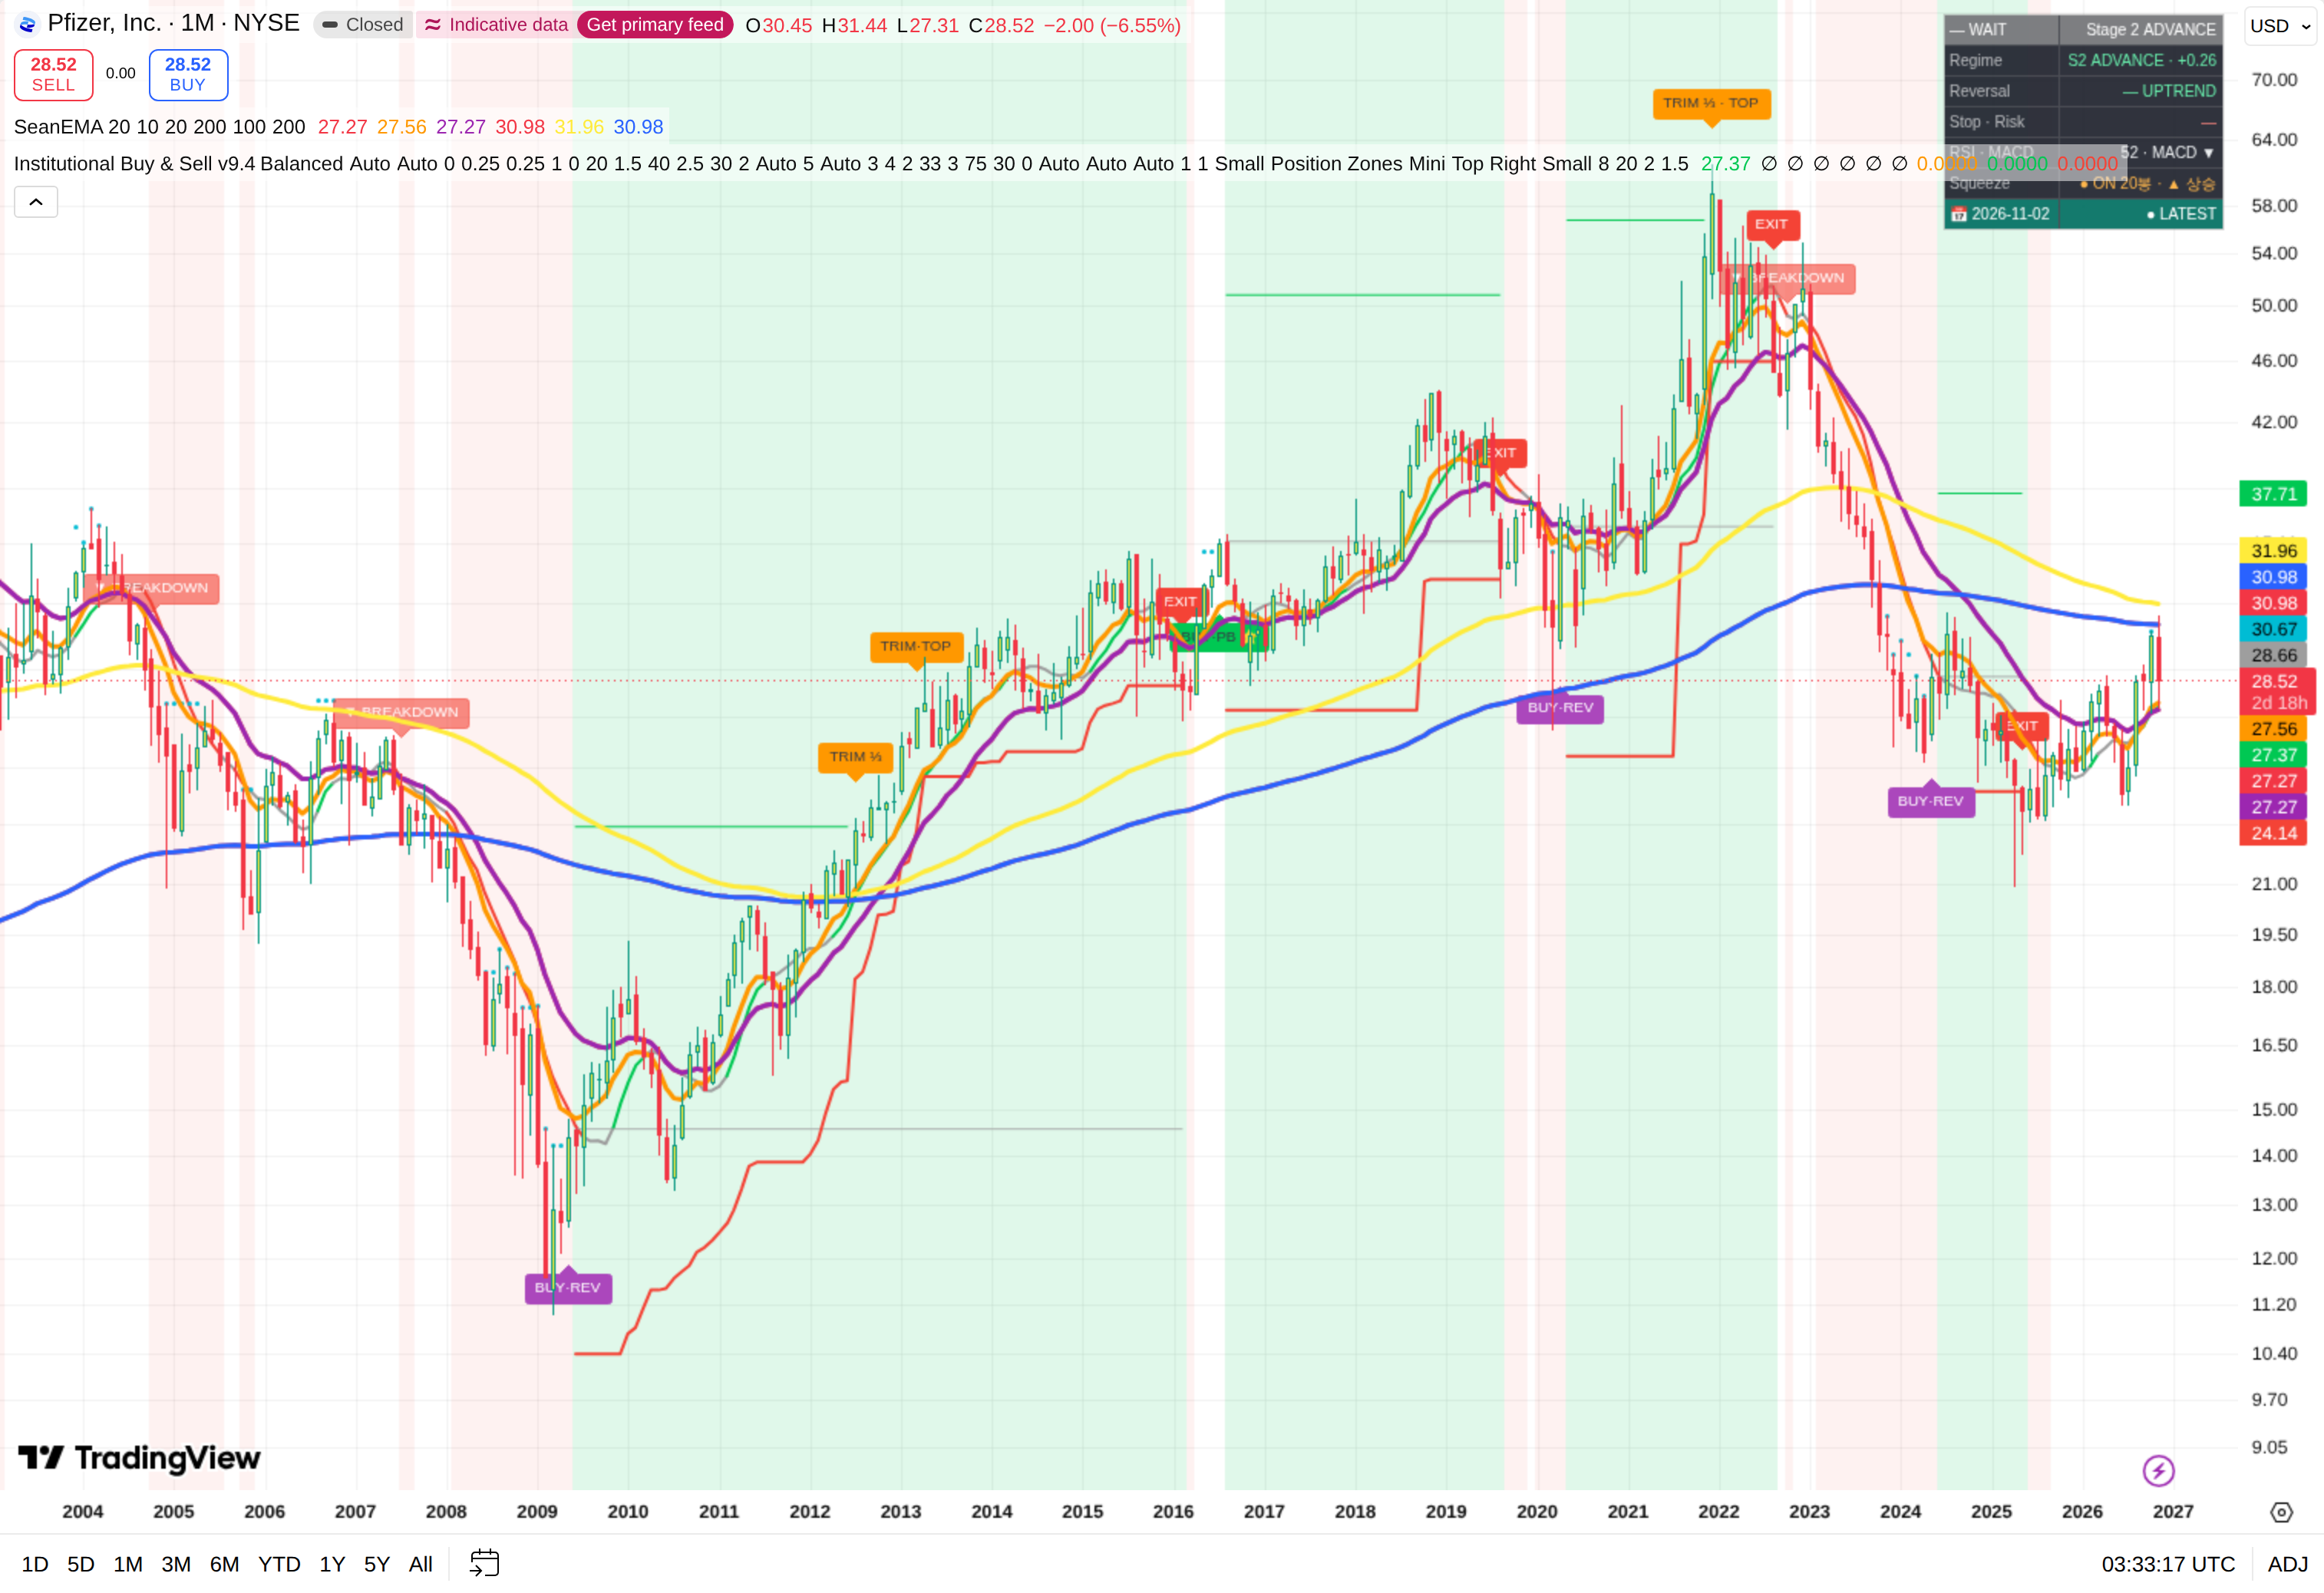 Pfizer, Inc. · 1M · NYSE Closed Indicative data Get primary feed O30.45 H31.44 L27.31 C28.52 −2.00 (−6.55%)
28.52 SELL 0.00 28.52 BUY
SeanEMA 20 10 20 200 100 200 27.27 27.56 27.27 30.98 31.96 30.98
Institutional Buy & Sell v9.4 Balanced Auto Auto 0 0.25 0.25 1 0 20 1.5 40 2.5 30 2 Auto 5 Auto 3 4 2 33 3 75 30 0 Auto Auto Auto 1 1 Small Position Zones Mini Top Right Small 8 20 2 1.5 27.37 ∅ ∅ ∅ ∅ ∅ ∅ 0.0000 0.0000 0.0000
— WAIT Stage 2 ADVANCE
Regime S2 ADVANCE · +0.26
Reversal — UPTREND
Stop · Risk —
RSI · MACD 52 · MACD ▼
Squeeze ● ON 20봉 · ▲ 상승
2026-11-02 ● LATEST
USD
70.00
64.00
58.00
54.00
50.00
46.00
42.00
37.71
31.96
30.98
30.98
30.67
28.66
28.52
2d 18h
27.56
27.37
27.27
27.27
24.14
21.00
19.50
18.00
16.50
15.00
14.00
13.00
12.00
11.20
10.40
9.70
9.05
TRIM ⅓ · TOP
EXIT
BREAKDOWN
EXIT
BREAKDOWN
EXIT
TRIM·TOP
BREAKDOWN
BUY-REV
EXIT
TRIM ⅓
BUY-REV
BUY-REV
TradingView
2004 2005 2006 2007 2008 2009 2010 2011 2012 2013 2014 2015 2016 2017 2018 2019 2020 2021 2022 2023 2024 2025 2026 2027
1D 5D 1M 3M 6M YTD 1Y 5Y All 03:33:17 UTC ADJ